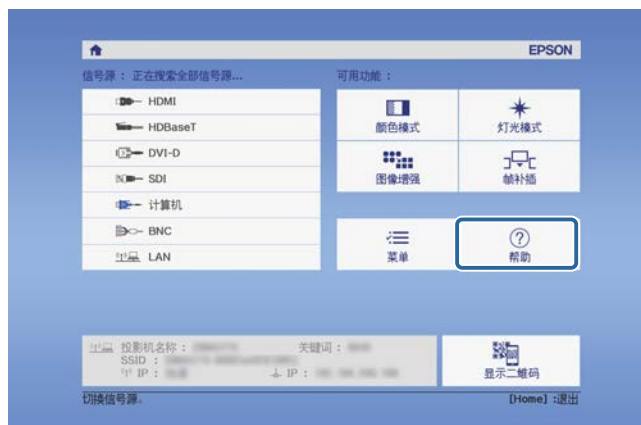 EPSON
信号源 : 正在搜索全部信号源...
HDMI
HDBaseT
DVI-D
SDI
计算机
BNC
LAN
可用功能 :
颜色模式
灯光模式
图像增强
帧补插
菜单
帮助
投影机名称 :
关键词 :
SSID :
IP :
IP :
显示二维码
切换信号源。
[Home] :退出